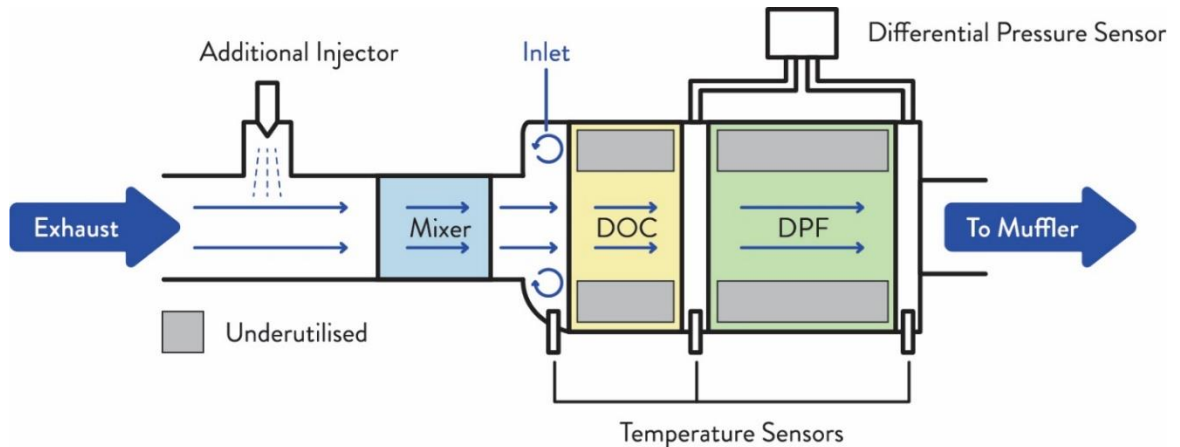 Differential Pressure Sensor
Additional Injector
Inlet
Exhaust
Mixer
DOC
DPF
To Muffler
Underutilised
Temperature Sensors